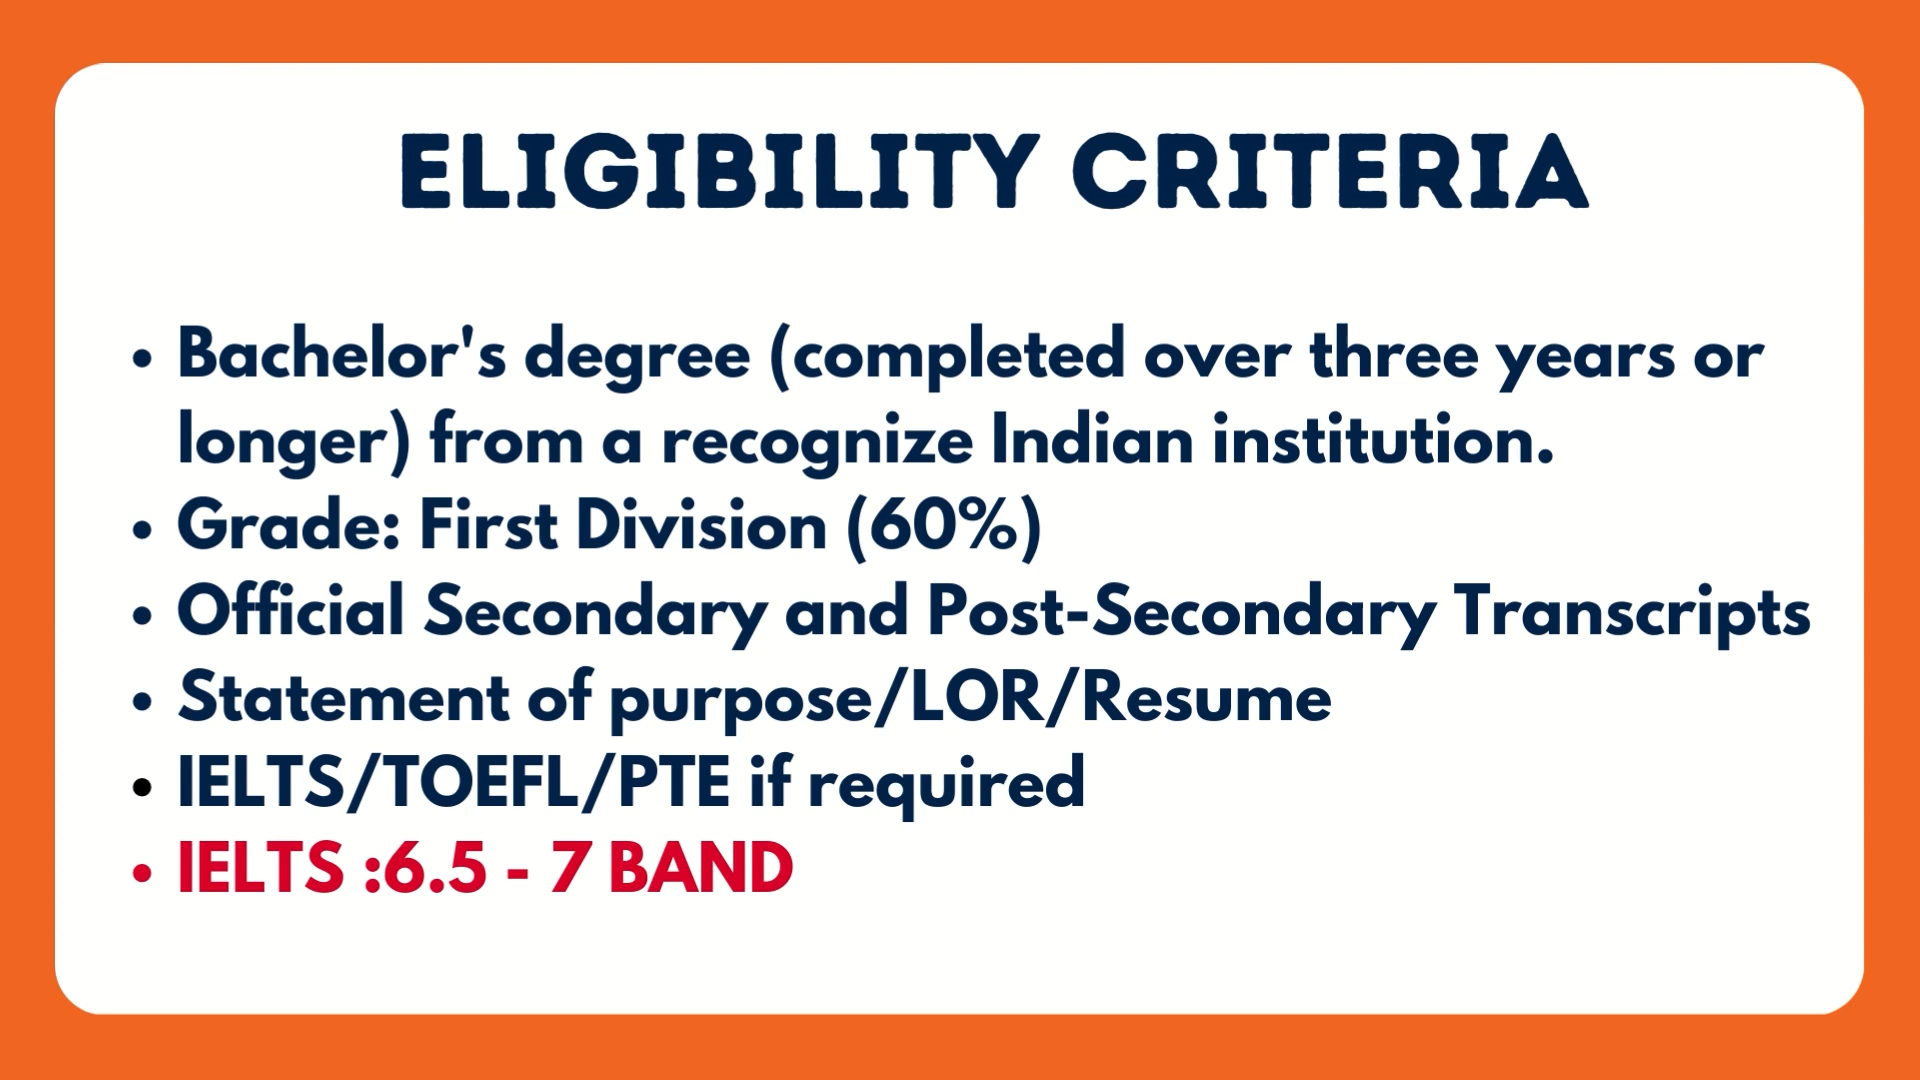 ELIGIBILITY CRITERIA
• Bachelor's degree (completed over three years or
longer) from a recognize Indian institution.
• Grade: First Division (60%)
• Official Secondary and Post-Secondary Transcripts
• Statement of purpose/LOR/Resume
• IELTS/TOEFL/PTE if required
• IELTS :6.5 - 7 BAND